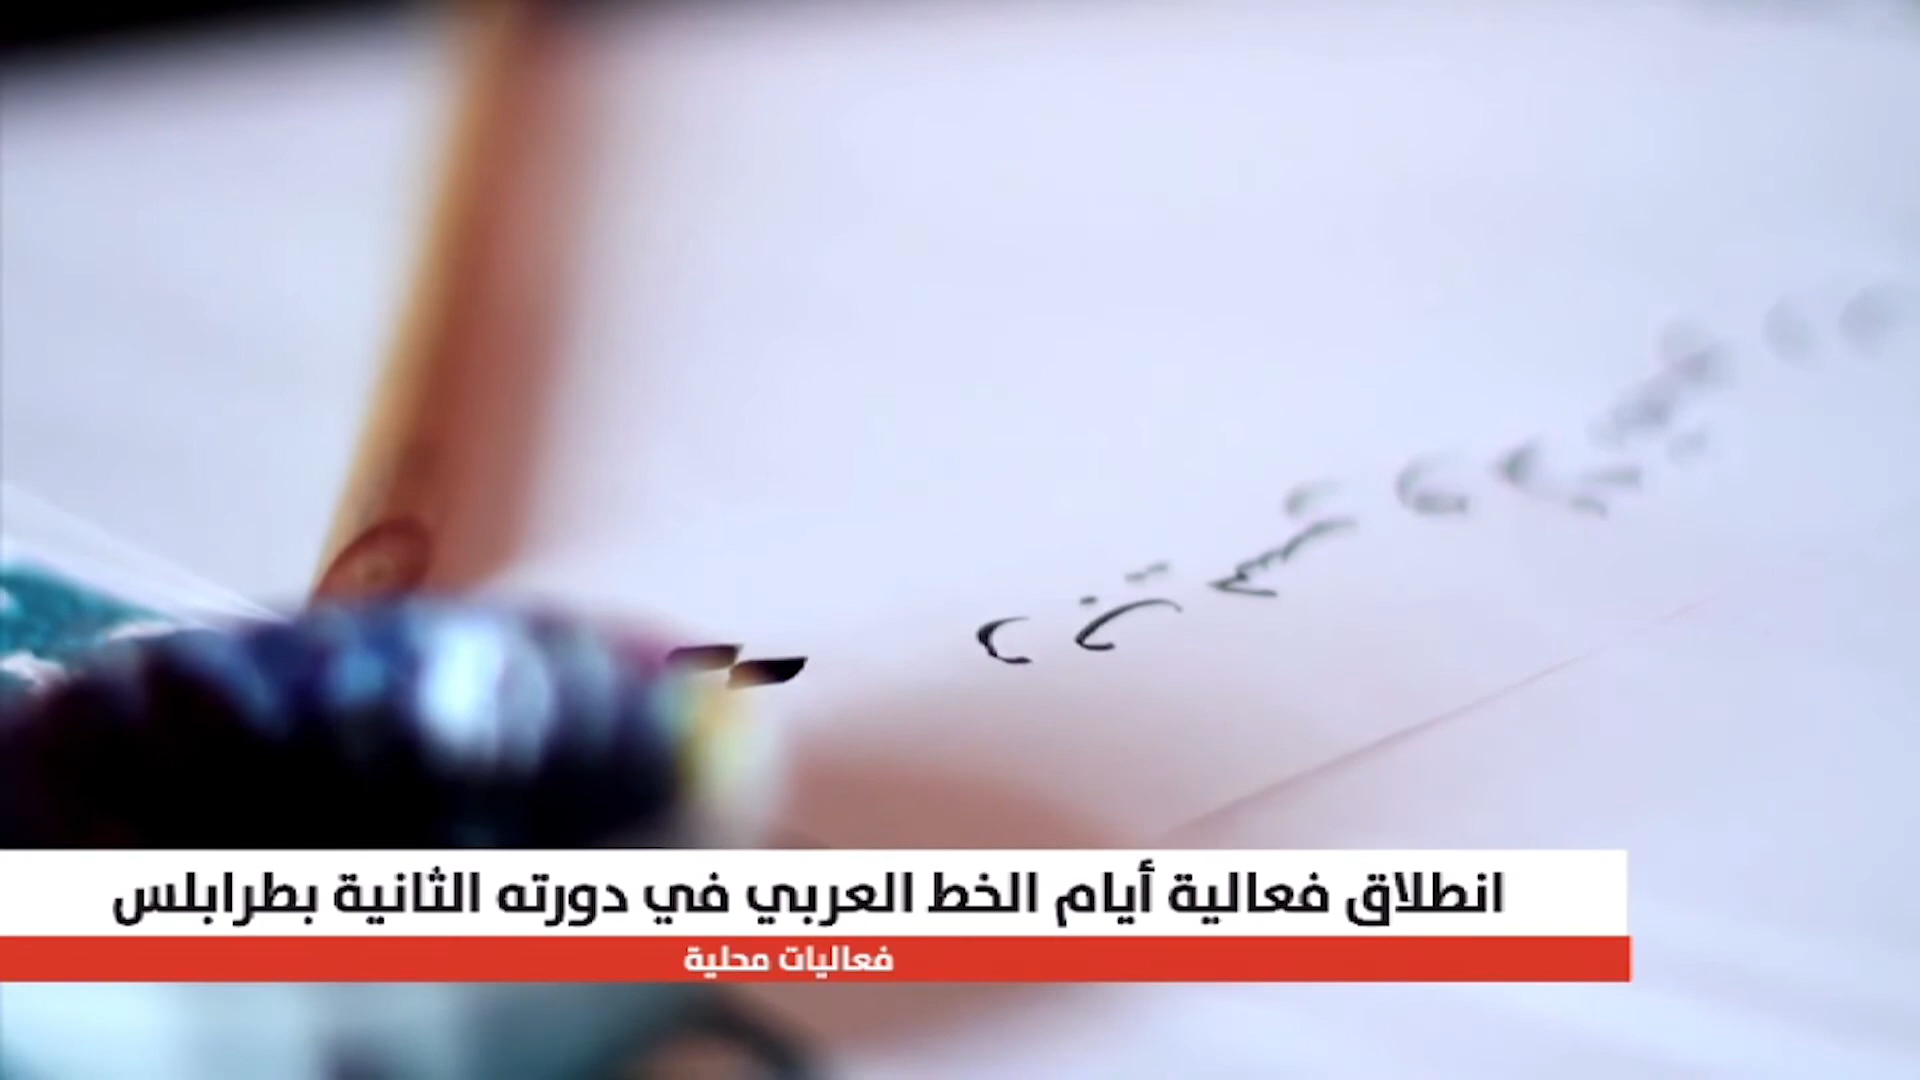 انطلاق فعالية أيام الخط العربي في دورته الثانية بطرابلس
فعاليات محلية